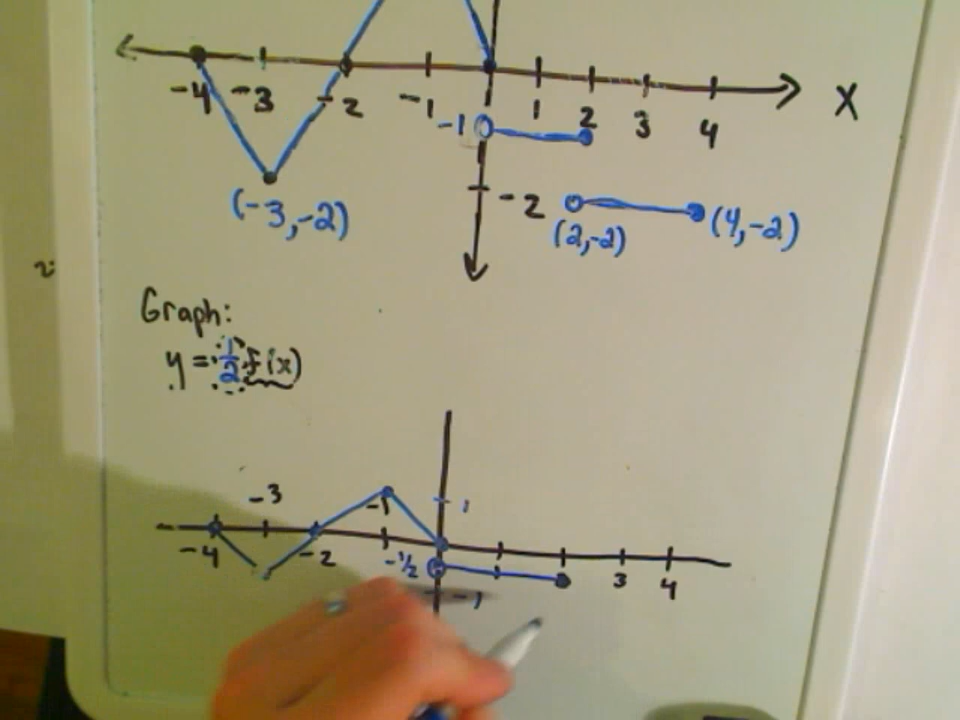 -4 -3 -2 -1 1 2 3 4 X
-1
-2
(-3,-2)
(2,-2)
(4,-2)
Graph:
y = 1/2 f(x)
-3 -1 1
-4 -2 -1/2 3 4
-1